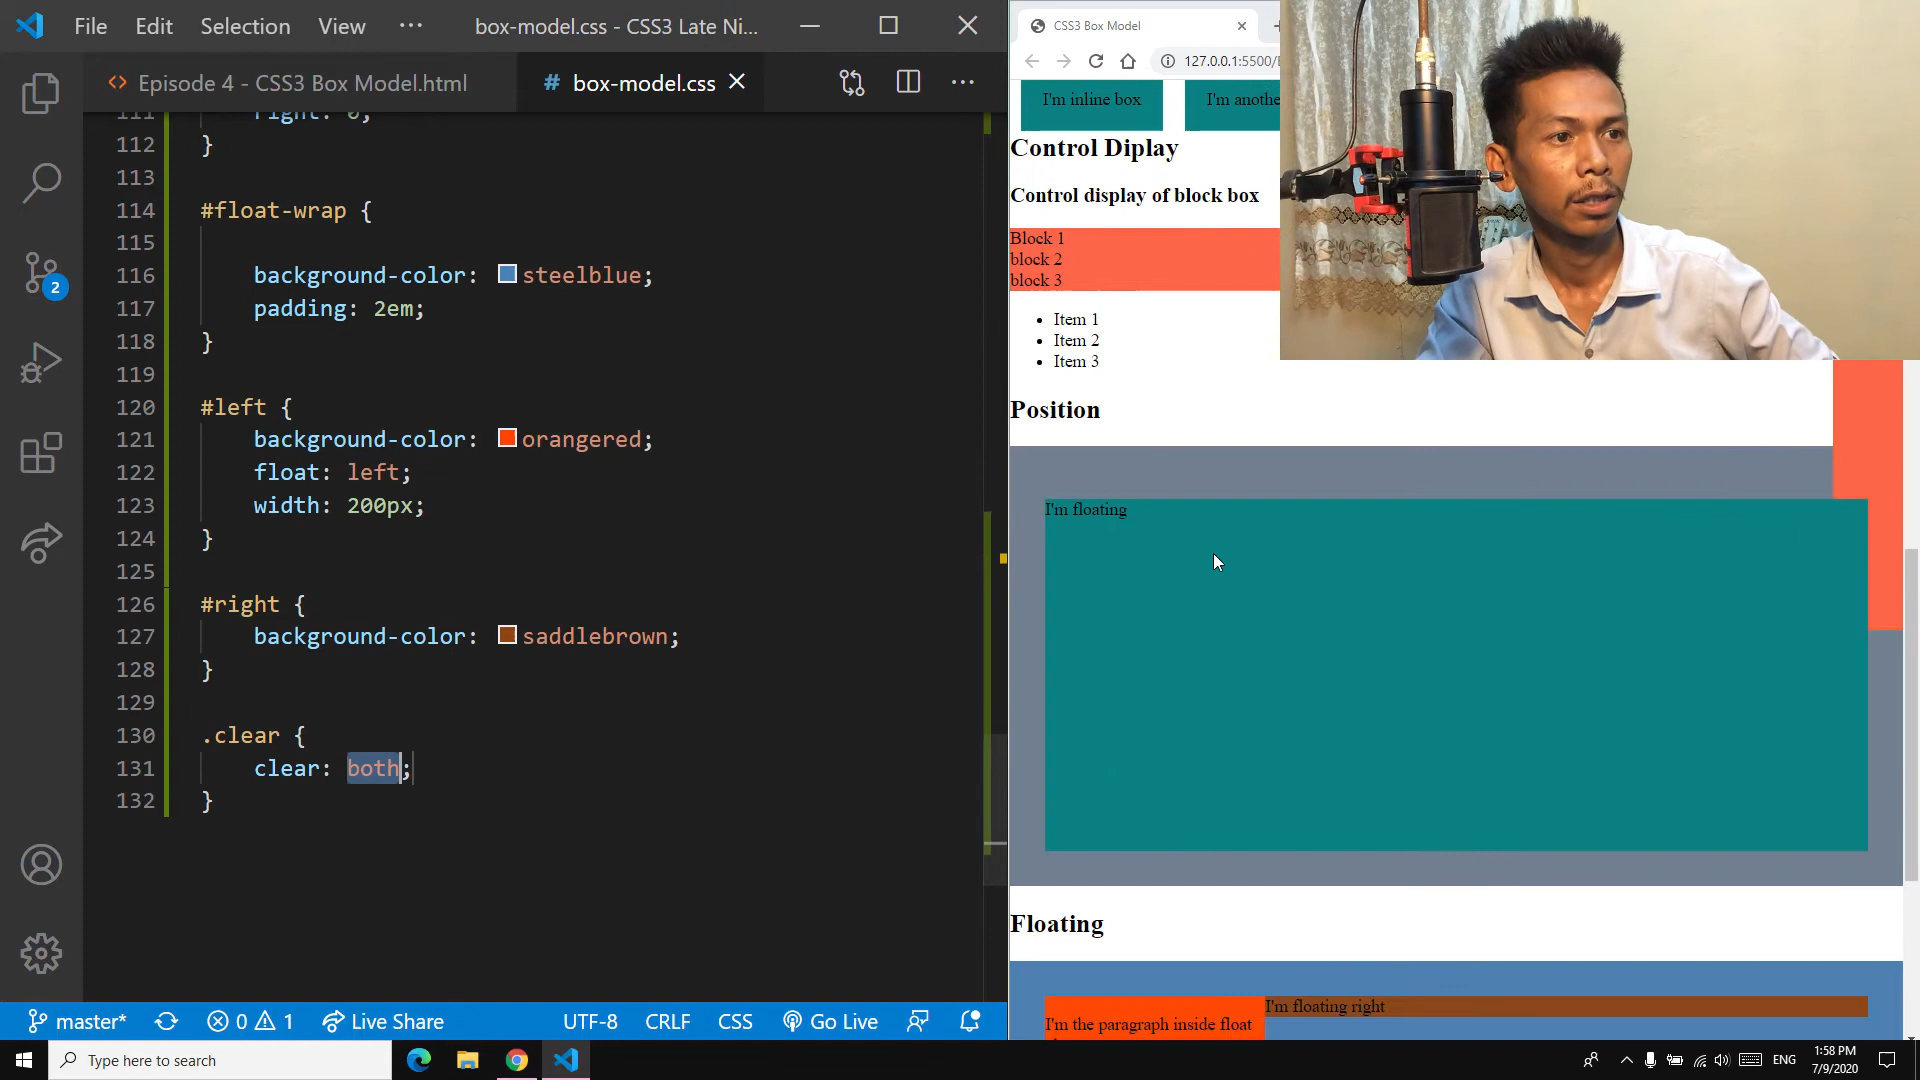 File Edit Selection View ··· box-model.css - CSS3 Late Ni...
Episode 4 - CSS3 Box Model.html
# box-model.css
112 }
113
114 #float-wrap {
115
116 background-color: steelblue;
117 padding: 2em;
118 }
119
120 #left {
121 background-color: orangered;
122 float: left;
123 width: 200px;
124 }
125
126 #right {
127 background-color: saddlebrown;
128 }
129
130 .clear {
131 clear: both;
132 }
2
master* 0 1 Live Share UTF-8 CRLF CSS Go Live
CSS3 Box Model
127.0.0.1:5500/
I'm inline box
I'm anothe
Control Diplay
Control display of block box
Block 1
block 2
block 3
Item 1
Item 2
Item 3
Position
I'm floating
Floating
I'm floating right
I'm the paragraph inside float
Type here to search
ENG
1:58 PM
7/9/2020